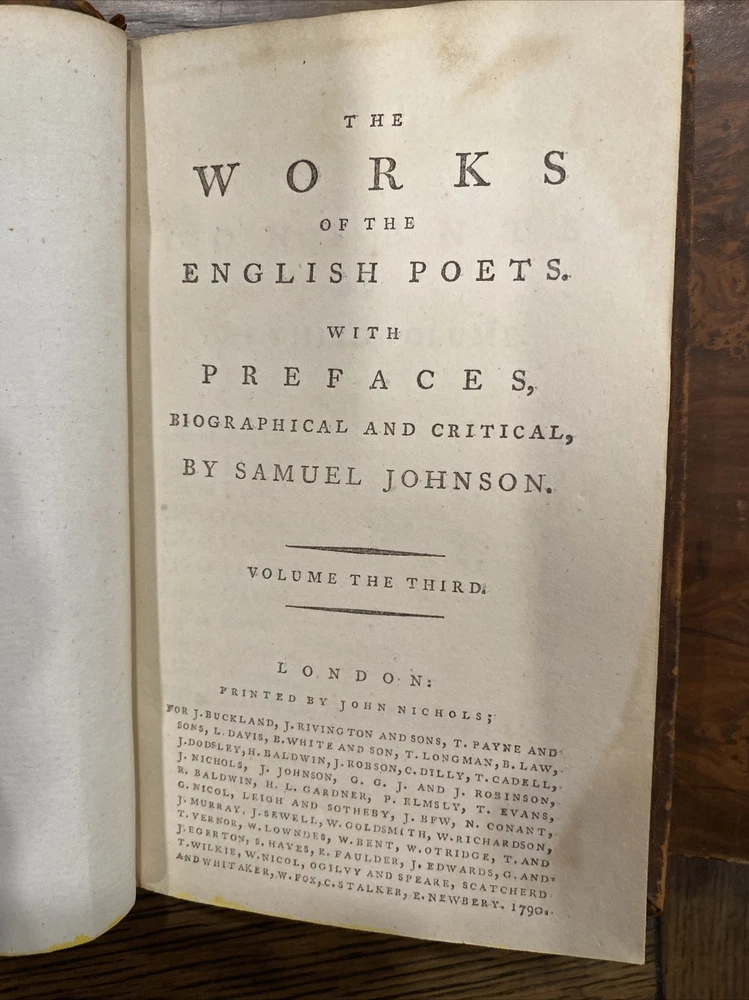 THE
WORKS
OF THE
ENGLISH POETS.
WITH
PREFACES,
BIOGRAPHICAL AND CRITICAL,
BY SAMUEL JOHNSON.
VOLUME THE THIRD.
LONDON:
PRINTED BY JOHN NICHOLS;
FOR J. BUCKLAND, J. RIVINGTON AND SONS, T. PAYNE AND
SONS, L. DAVIS, B. WHITE AND SON, T. LONGMAN, B. LAW,
J. DODSLEY, H. BALDWIN, J. ROBSON, C. DILLY, T. CADELL,
J. NICHOLS, J. JOHNSON, G. G. J. AND J. ROBINSON,
R. BALDWIN, H. L. GARDNER, P. ELMSLY, T. EVANS,
G. NICOL, LEIGH AND SOTHEBY, J. BEW, N. CONANT,
J. MURRAY, J. SEWELL, W. GOLDSMITH, W. RICHARDSON,
T. VERNOR, W. LOWNDES, W. BENT, W. OTRIDGE, T. AND
J. EGERTON, S. HAYES, R. FAULDER, J. EDWARDS, G. AND
T. WILKIE, W. NICOL, OGILVY AND SPEARE, SCATCHERD
AND WHITAKER, W. FOX, C. STALKER, E. NEWBERY. 1790.